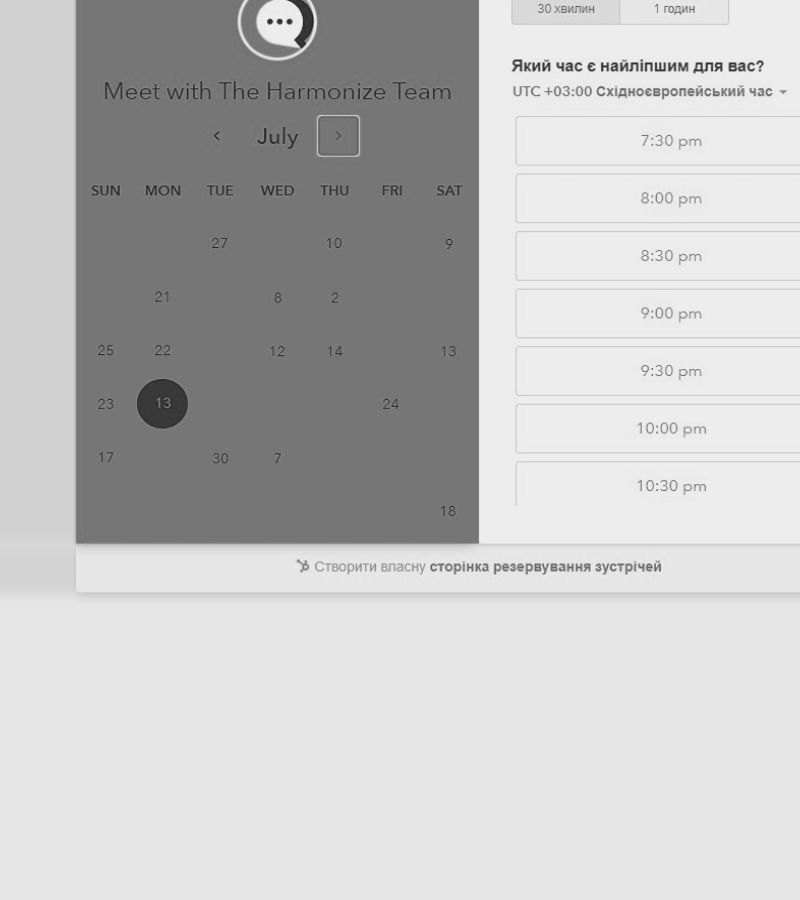 30 хвилин 1 годин
Meet with The Harmonize Team
July
SUN MON TUE WED THU FRI SAT
27 10 9
21 8 2
25 22 12 14 13
23 13 24
17 30 7
18
Який час є найліпшим для вас?
UTC +03:00 Східноєвропейський час
7:30 pm
8:00 pm
8:30 pm
9:00 pm
9:30 pm
10:00 pm
10:30 pm
Створити власну сторінка резервування зустрічей